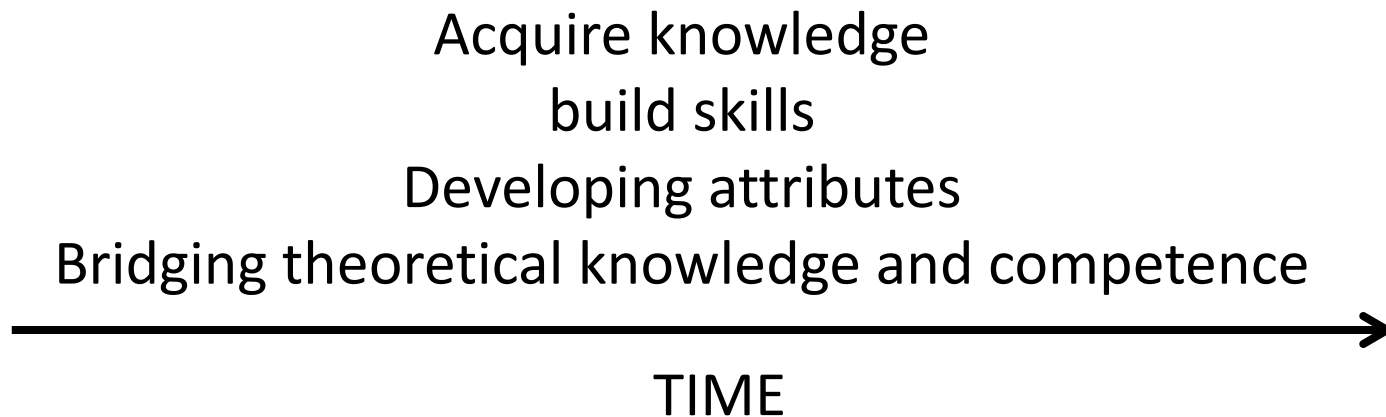 Acquire knowledge
build skills
Developing attributes
Bridging theoretical knowledge and competence
TIME